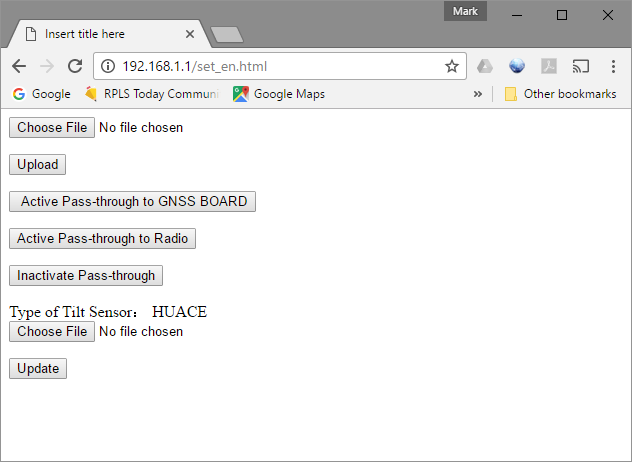 Mark
Insert title here
192.168.1.1/set_en.html
Google RPLS Today Commun Google Maps » Other bookmarks
Choose File No file chosen
Upload
Active Pass-through to GNSS BOARD
Active Pass-through to Radio
Inactivate Pass-through
Type of Tilt Sensor： HUACE
Choose File No file chosen
Update